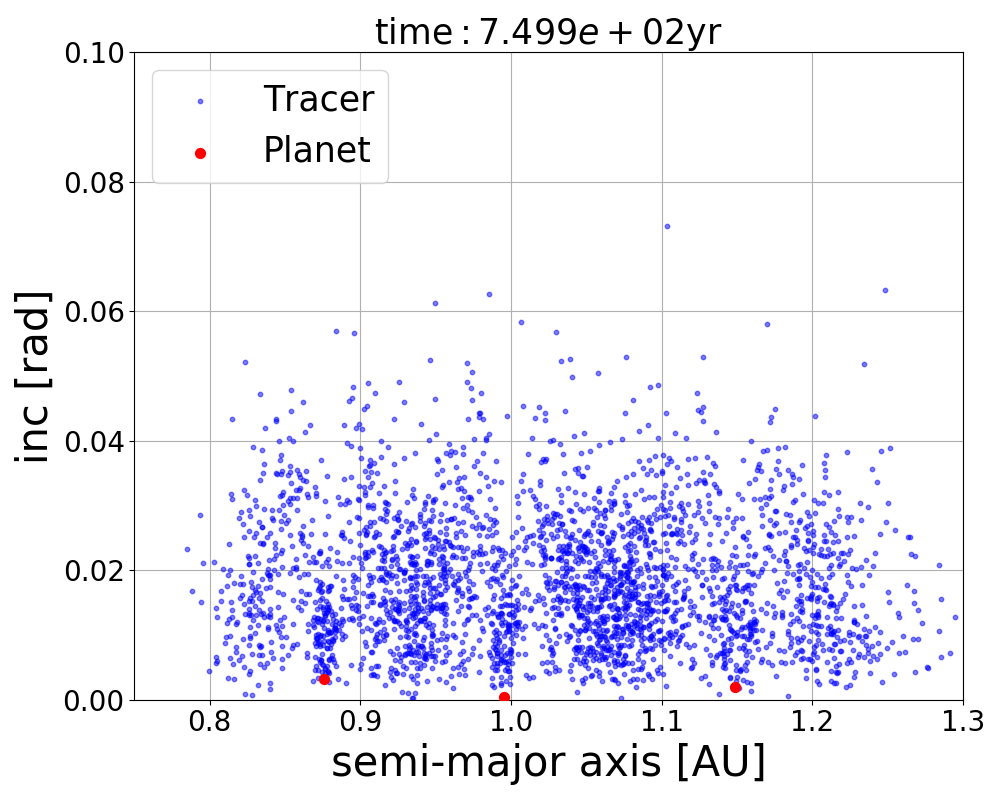 time : 7.499e + 02yr
0.10
0.08
0.06
0.04
0.02
0.00
inc [rad]
Tracer
Planet
0.8 0.9 1.0 1.1 1.2 1.3
semi-major axis [AU]